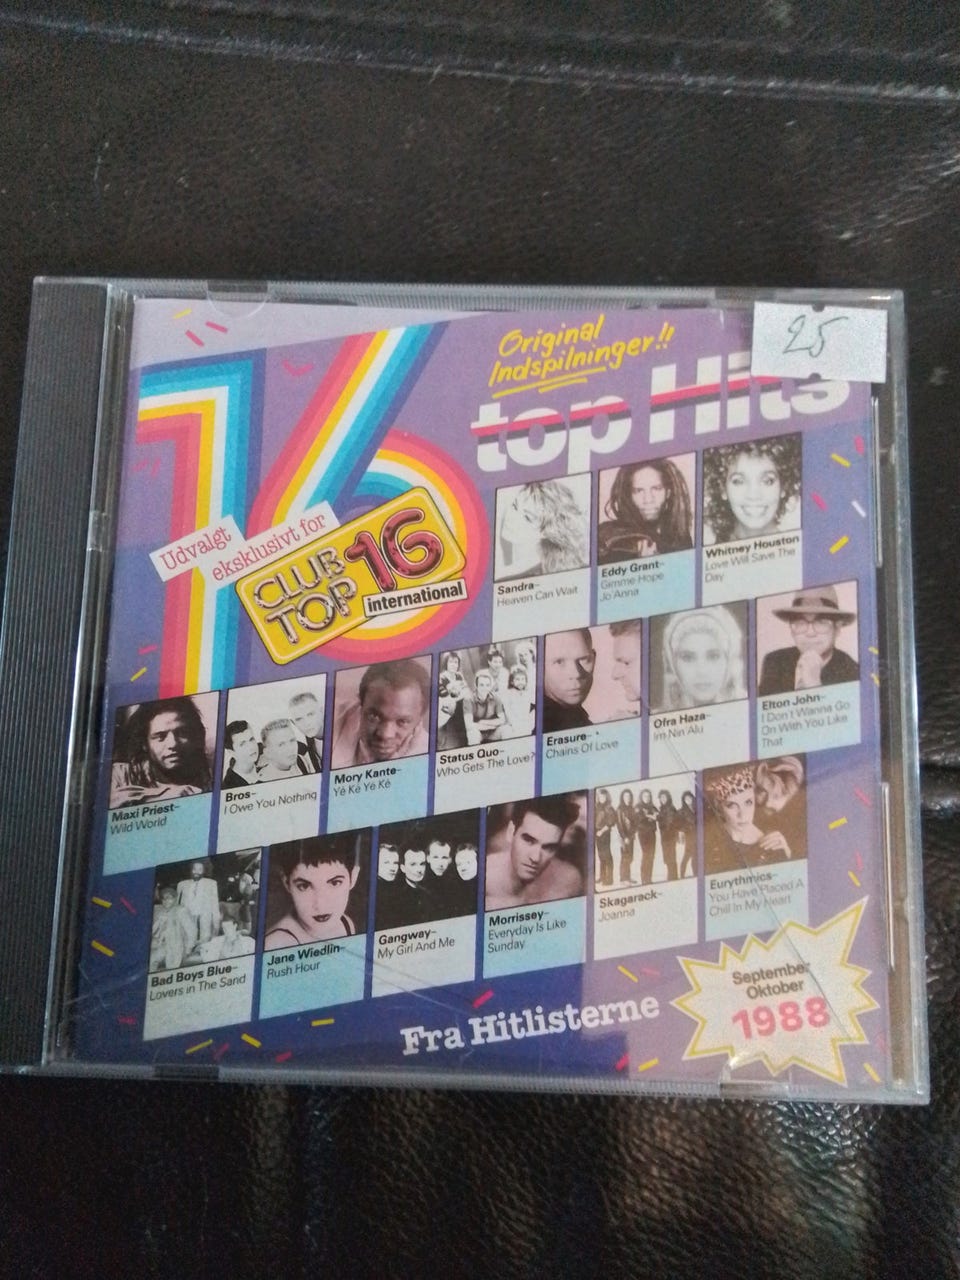 Original
Indspilninger!!
25
16
top Hits
Udvalgt
eksklusivt for
CLUB
TOP 16
international
Sandra–
Heaven Can Wait
Eddy Grant–
Gimme Hope
Jo'Anna
Whitney Houston
Love Will Save The
Day
Maxi Priest–
Wild World
Bros–
I Owe You Nothing
Mory Kante–
Yé Ké Yé Ké
Status Quo–
Who Gets The Love?
Erasure–
Chains Of Love
Ofra Haza–
Im Nin'Alu
Elton John–
I Don't Wanna Go
On With You Like
That
Bad Boys Blue–
Lovers in The Sand
Jane Wiedlin–
Rush Hour
Gangway–
My Girl And Me
Morrissey–
Everyday Is Like
Sunday
Skagarack–
Joanna
Eurythmics–
You Have Placed A
Chill In My Heart
Fra Hitlisterne
September
Oktober
1988